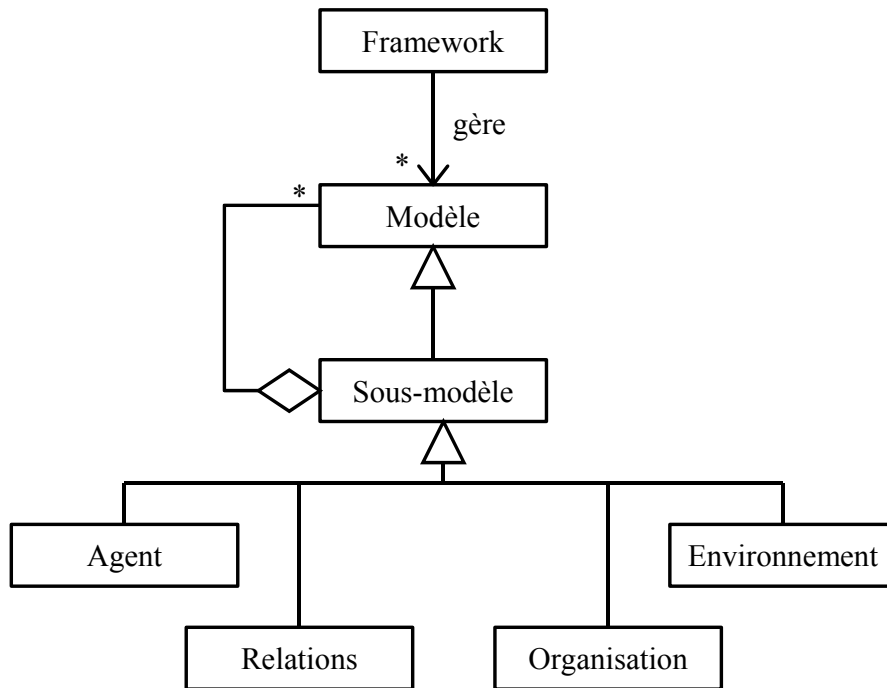 Framework
gère
*
*
Modèle
Sous-modèle
Agent
Environnement
Relations
Organisation